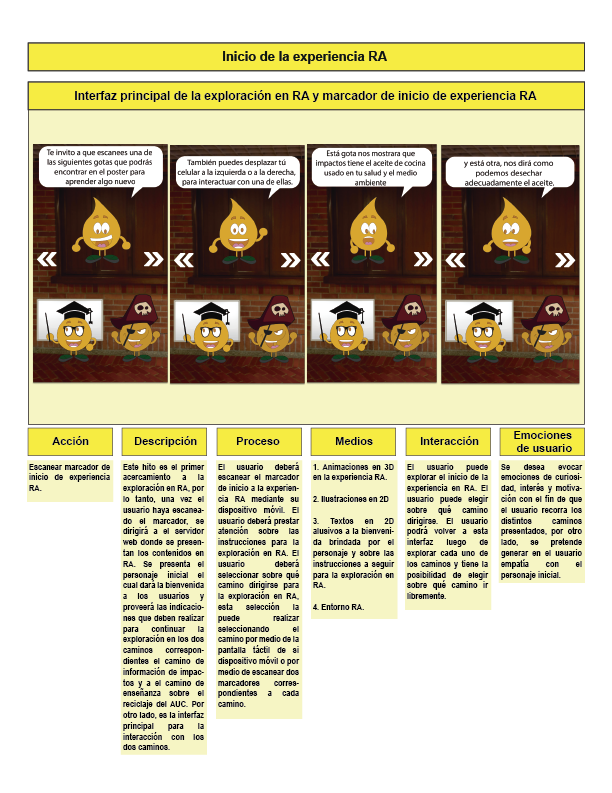 Inicio de la experiencia RA
Interfaz principal de la exploración en RA y marcador de inicio de experiencia RA
Te invito a que escanees una de
las siguientes gotas que podrás
encontrar en el poster para
aprender algo nuevo
También puedes desplazar tú
celular a la izquierda o a la derecha,
para interactuar con una de ellas.
Está gota nos mostrara que
impactos tiene el aceite de cocina
usado en tu salud y el medio
ambiente
y está otra, nos dirá como
podemos desechar
adecuadamente el aceite.
Acción
Escanear marcador de
inicio de experiencia
RA.
Descripción
Este hito es el primer
acercamiento a la
exploración en RA, por
lo tanto, una vez el
usuario haya escanea-
do el marcador, se
dirigirá a el servidor
web donde se presen-
tan los contenidos en
RA. Se presenta el
personaje inicial el
cual dará la bienvenida
a los usuarios y
proveerá las indicacio-
nes que deben realizar
para continuar la
exploración en los dos
caminos correspon-
dientes el camino de
información de impac-
tos y a el camino de
enseñanza sobre el
reciclaje del AUC. Por
otro lado, es la interfaz
principal para la
interacción con los
dos caminos.
Proceso
El usuario deberá
escanear el marcador
de inicio a la experien-
cia RA mediante su
dispositivo móvil. El
usuario deberá prestar
atención sobre las
instrucciones para la
exploración en RA. El
usuario deberá
seleccionar sobre qué
camino dirigirse para
la exploración en RA,
esta selección la
puede realizar
seleccionando el
camino por medio de la
pantalla táctil de si
dispositivo móvil o por
medio de escanear dos
marcadores corres-
pondientes a cada
camino.
Medios
1. Animaciones en 3D
en la experiencia RA.
2. Ilustraciones en 2D
3. Textos en 2D
alusivos a la bienveni-
da brindada por el
personaje y sobre las
instrucciones a seguir
para la exploración en
RA.
4. Entorno RA.
Interacción
El usuario puede
explorar el inicio de la
experiencia en RA. El
usuario puede elegir
sobre qué camino
dirigirse. El usuario
podrá volver a esta
interfaz luego de
explorar cada uno de
los caminos y tiene la
posibilidad de elegir
sobre qué camino ir
libremente.
Emociones
de usuario
Se desea evocar
emociones de curiosi-
dad, interés y motiva-
ción con el fin de que
el usuario recorra los
distintos caminos
presentados, por otro
lado, se pretende
generar en el usuario
empatía con el
personaje inicial.